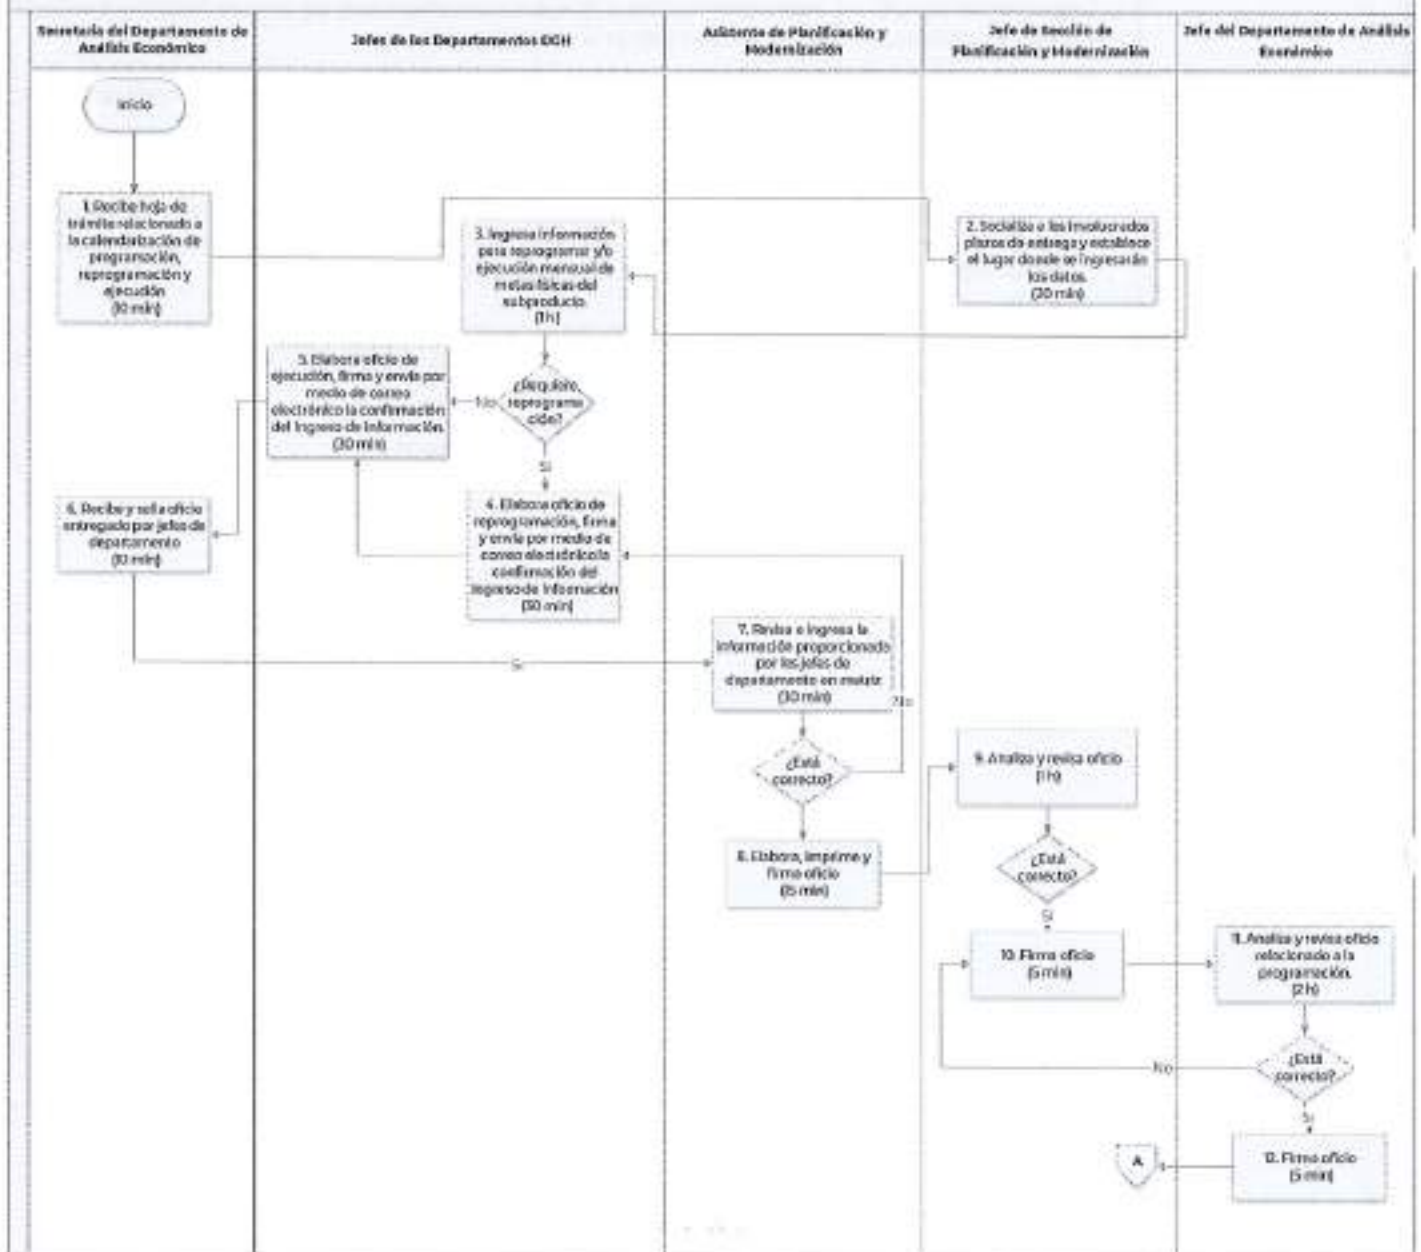 Secretaría del Departamento de
Análisis Económico
Jefes de los Departamentos DGH
Asistente de Planificación y
Modernización
Jefe de Sección de
Planificación y Modernización
Jefe del Departamento de Análisis
Económico
Inicio
1. Recibe hoja de
trámite relacionado a
la calendarización de
programación,
reprogramación y
ejecución
(10 min)
2. Socializa a los involucrados
plazos de entrega y establece
el lugar donde se ingresarán
los datos.
(20 min)
3. Ingresa información
para reprogramar y/o
ejecución mensual de
metas físicas del
subproducto
(1 h)
¿Requiere
reprograma
ción?
No
Si
5. Elabora oficio de
ejecución, firma y envía por
medio de correo
electrónico la confirmación
del ingreso de información.
(30 min)
4. Elabora oficio de
reprogramación, firma
y envía por medio de
correo electrónico la
confirmación del
ingreso de información
(30 min)
6. Recibe y sella oficio
entregado por jefes de
departamento
(10 min)
Si
7. Revisa e ingresa la
información proporcionada
por los jefes de
departamento en matriz
(30 min)
No
¿Está
correcto?
8. Elabora, imprime y
firma oficio
(15 min)
9. Analiza y revisa oficio
(1 h)
¿Está
correcto?
Si
10. Firma oficio
(5 min)
11. Analiza y revisa oficio
relacionado a la
programación.
(2 h)
¿Está
correcto?
No
Si
12. Firma oficio
(5 min)
A